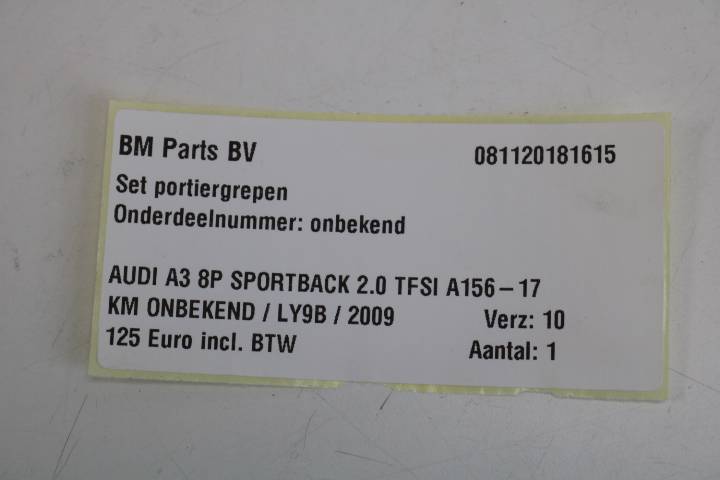 BM Parts BV 081120181615
Set portiergrepen
Onderdeelnummer: onbekend
AUDI A3 8P SPORTBACK 2.0 TFSI A156-17
KM ONBEKEND / LY9B / 2009 Verz: 10
125 Euro incl. BTW Aantal: 1